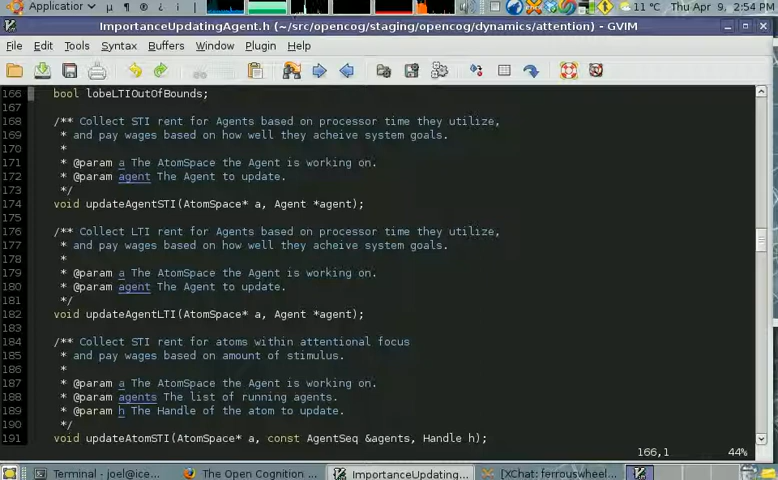 Applicatior
11 °C Thu Apr 9, 2:54 PM
ImportanceUpdatingAgent.h (~/src/opencog/staging/opencog/dynamics/attention) - GVIM
File Edit Tools Syntax Buffers Window Plugin Help
166 bool lobeLTIOutOfBounds;
167
168 /** Collect STI rent for Agents based on processor time they utilize,
169 * and pay wages based on how well they acheive system goals.
170 *
171 * @param a The AtomSpace the Agent is working on.
172 * @param agent The Agent to update.
173 */
174 void updateAgentSTI(AtomSpace* a, Agent *agent);
175
176 /** Collect LTI rent for Agents based on processor time they utilize,
177 * and pay wages based on how well they acheive system goals.
178 *
179 * @param a The AtomSpace the Agent is working on.
180 * @param agent The Agent to update.
181 */
182 void updateAgentLTI(AtomSpace* a, Agent *agent);
183
184 /** Collect STI rent for atoms within attentional focus
185 * and pay wages based on amount of stimulus.
186 *
187 * @param a The AtomSpace the Agent is working on.
188 * @param agents The list of running agents.
189 * @param h The Handle of the atom to update.
190 */
191 void updateAtomSTI(AtomSpace* a, const AgentSeq &agents, Handle h);
166,1 44%
Terminal - joel@ice... The Open Cognition ... ImportanceUpdating... [XChat: ferrouswheel...